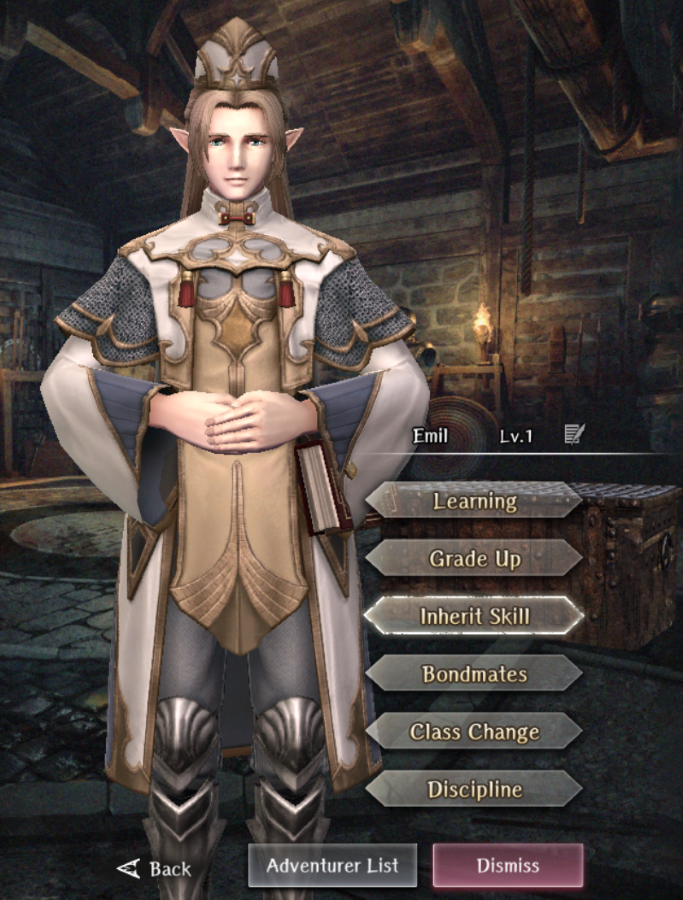 Emil Lv.1
Learning
Grade Up
Inherit Skill
Bondmates
Class Change
Discipline
Back Adventurer List Dismiss